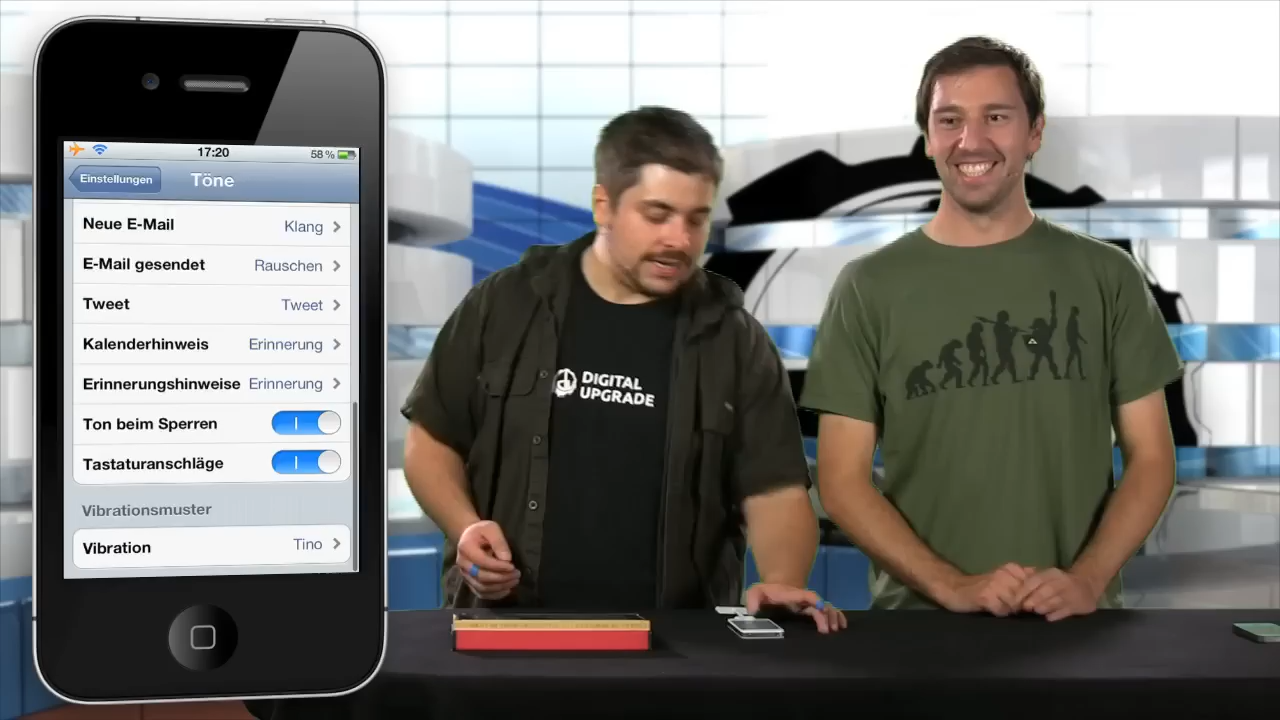 17:20
58 %
Einstellungen
Töne
Neue E-Mail Klang
E-Mail gesendet Rauschen
Tweet Tweet
Kalenderhinweis Erinnerung
Erinnerungshinweise Erinnerung
Ton beim Sperren
Tastaturanschläge
Vibrationsmuster
Vibration Tino
DIGITAL
UPGRADE